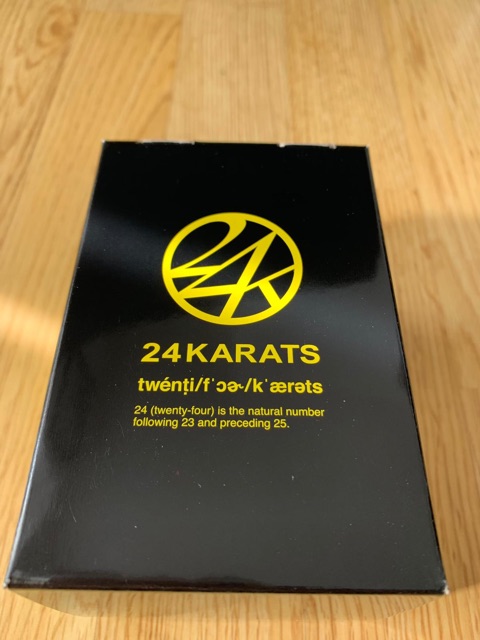 24K
24KARATS
twénṭi/fˈɔɚ/kˈærəts
24 (twenty-four) is the natural number
following 23 and preceding 25.